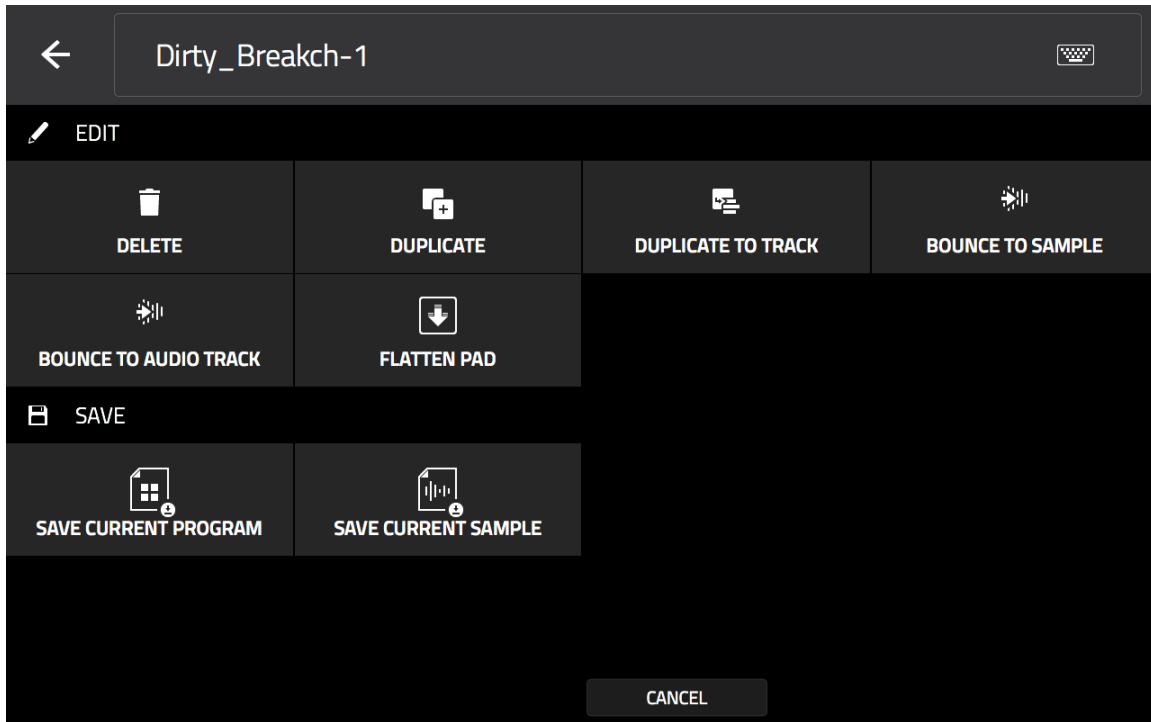 Dirty_Breakch-1
EDIT
DELETE
DUPLICATE
DUPLICATE TO TRACK
BOUNCE TO SAMPLE
BOUNCE TO AUDIO TRACK
FLATTEN PAD
SAVE
SAVE CURRENT PROGRAM
SAVE CURRENT SAMPLE
CANCEL